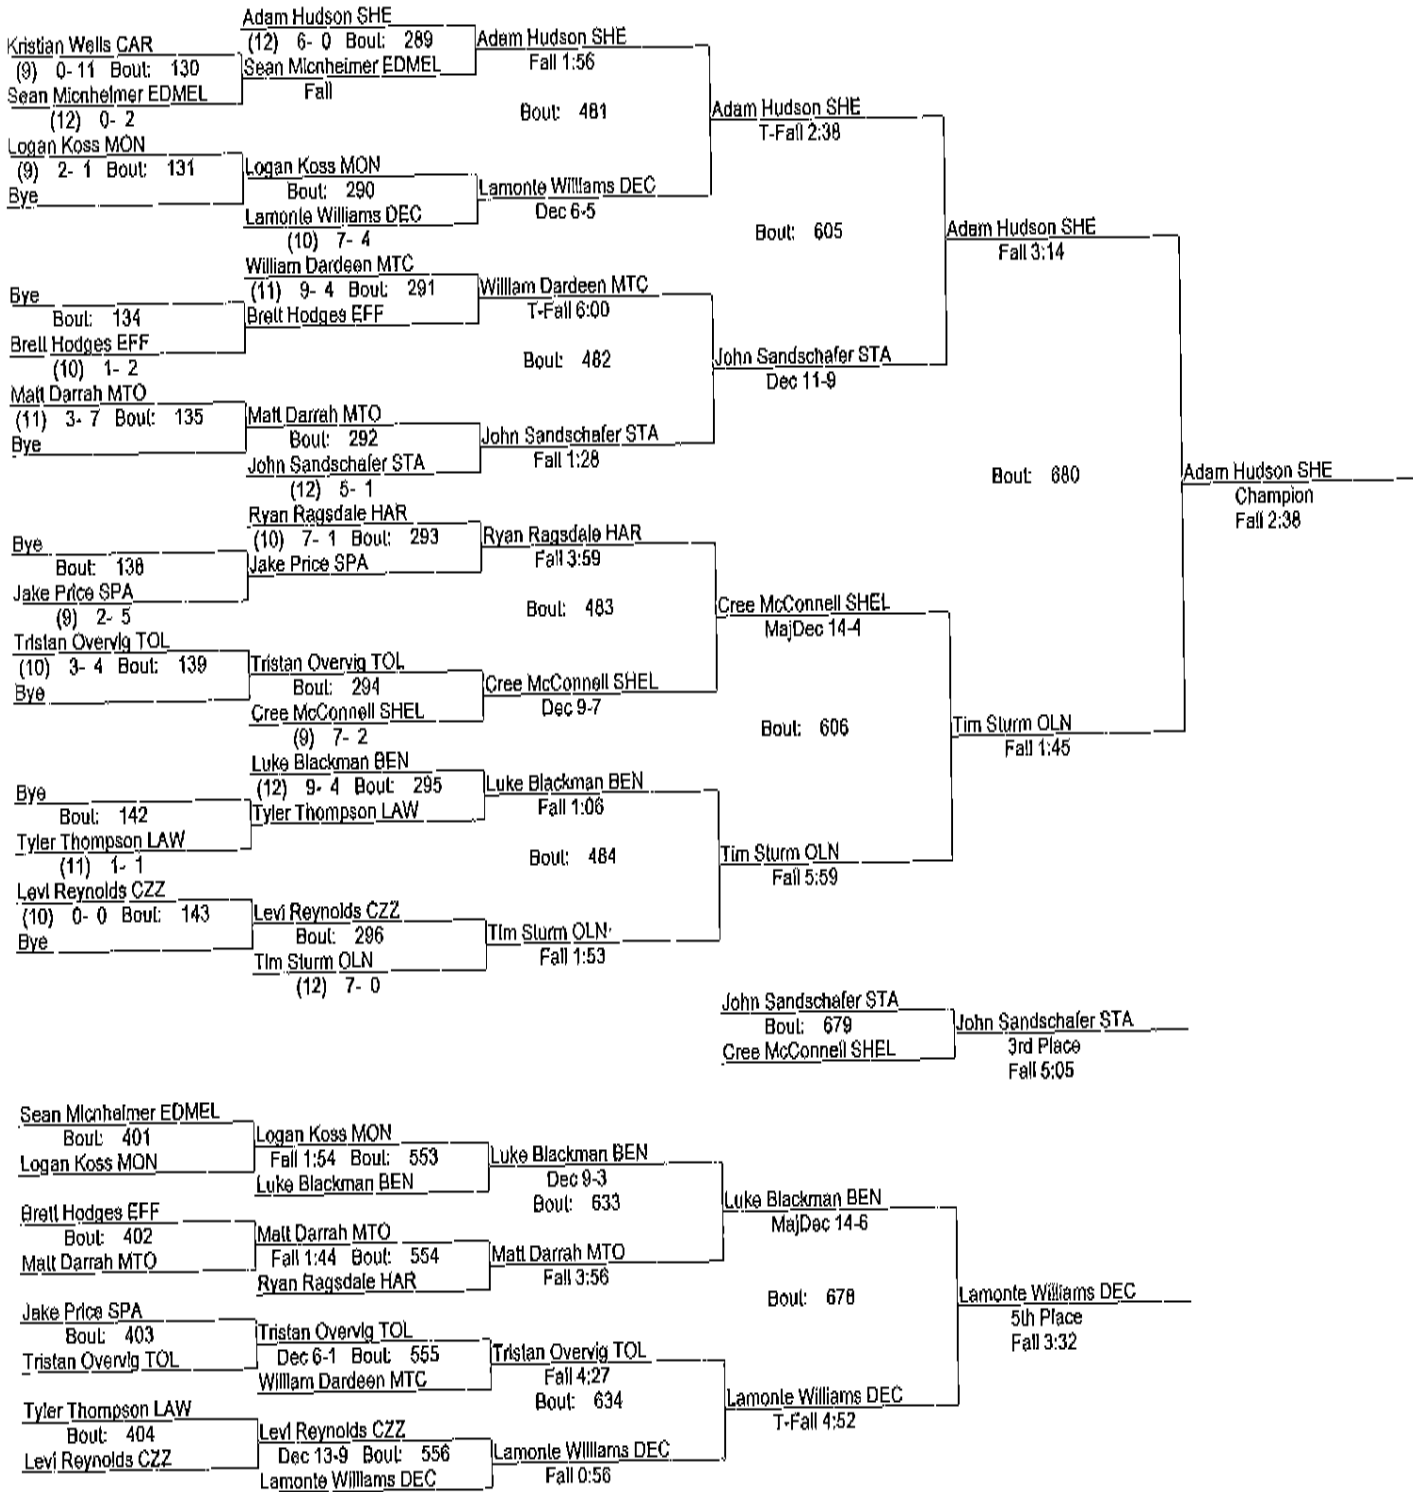 Adam Hudson SHE
(12) 6- 0 Bout: 289
Kristian Wells CAR
(9) 0- 11 Bout: 130
Sean Micnheimer EDMEL
(12) 0- 2
Sean Micnheimer EDMEL
Fall
Adam Hudson SHE
Fall 1:56
Bout: 481
Logan Koss MON
(9) 2- 1 Bout: 131
Bye
Logan Koss MON
Bout: 290
Lamonte Williams DEC
(10) 7- 4
Lamonte Williams DEC
Dec 6-5
Adam Hudson SHE
T-Fall 2:38
Bout: 605
William Dardeen MTC
(11) 9- 4 Bout: 291
Bye
Bout: 134
Brett Hodges EFF
(10) 1- 2
Brett Hodges EFF
William Dardeen MTC
T-Fall 6:00
Bout: 482
Matt Darrah MTO
(11) 3- 7 Bout: 135
Bye
Matt Darrah MTO
Bout: 292
John Sandschafer STA
(12) 5- 1
John Sandschafer STA
Fall 1:28
John Sandschafer STA
Dec 11-9
Adam Hudson SHE
Fall 3:14
Bout: 680
Adam Hudson SHE
Champion
Fall 2:38
Ryan Ragsdale HAR
(10) 7- 1 Bout: 293
Bye
Bout: 138
Jake Price SPA
(9) 2- 5
Jake Price SPA
Ryan Ragsdale HAR
Fall 3:59
Bout: 483
Tristan Overvig TOL
(10) 3- 4 Bout: 139
Bye
Tristan Overvig TOL
Bout: 294
Cree McConnell SHEL
(9) 7- 2
Cree McConnell SHEL
Dec 9-7
Cree McConnell SHEL
MajDec 14-4
Bout: 606
Luke Blackman BEN
(12) 9- 4 Bout: 295
Bye
Bout: 142
Tyler Thompson LAW
(11) 1- 1
Tyler Thompson LAW
Luke Blackman BEN
Fall 1:06
Bout: 484
Levi Reynolds CZZ
(10) 0- 0 Bout: 143
Bye
Levi Reynolds CZZ
Bout: 296
Tim Sturm OLN
(12) 7- 0
Tim Sturm OLN
Fall 1:53
Tim Sturm OLN
Fall 5:59
Tim Sturm OLN
Fall 1:45
John Sandschafer STA
Bout: 679
Cree McConnell SHEL
John Sandschafer STA
3rd Place
Fall 5:05
Sean Micnheimer EDMEL
Bout: 401
Logan Koss MON
Logan Koss MON
Fall 1:54 Bout: 553
Luke Blackman BEN
Luke Blackman BEN
Dec 9-3
Bout: 633
Brett Hodges EFF
Bout: 402
Matt Darrah MTO
Matt Darrah MTO
Fall 1:44 Bout: 554
Ryan Ragsdale HAR
Matt Darrah MTO
Fall 3:56
Luke Blackman BEN
MajDec 14-6
Bout: 678
Jake Price SPA
Bout: 403
Tristan Overvig TOL
Tristan Overvig TOL
Dec 6-1 Bout: 555
William Dardeen MTC
Tristan Overvig TOL
Fall 4:27
Bout: 634
Tyler Thompson LAW
Bout: 404
Levi Reynolds CZZ
Levi Reynolds CZZ
Dec 13-9 Bout: 556
Lamonte Williams DEC
Lamonte Williams DEC
Fall 0:56
Lamonte Williams DEC
T-Fall 4:52
Lamonte Williams DEC
5th Place
Fall 3:32